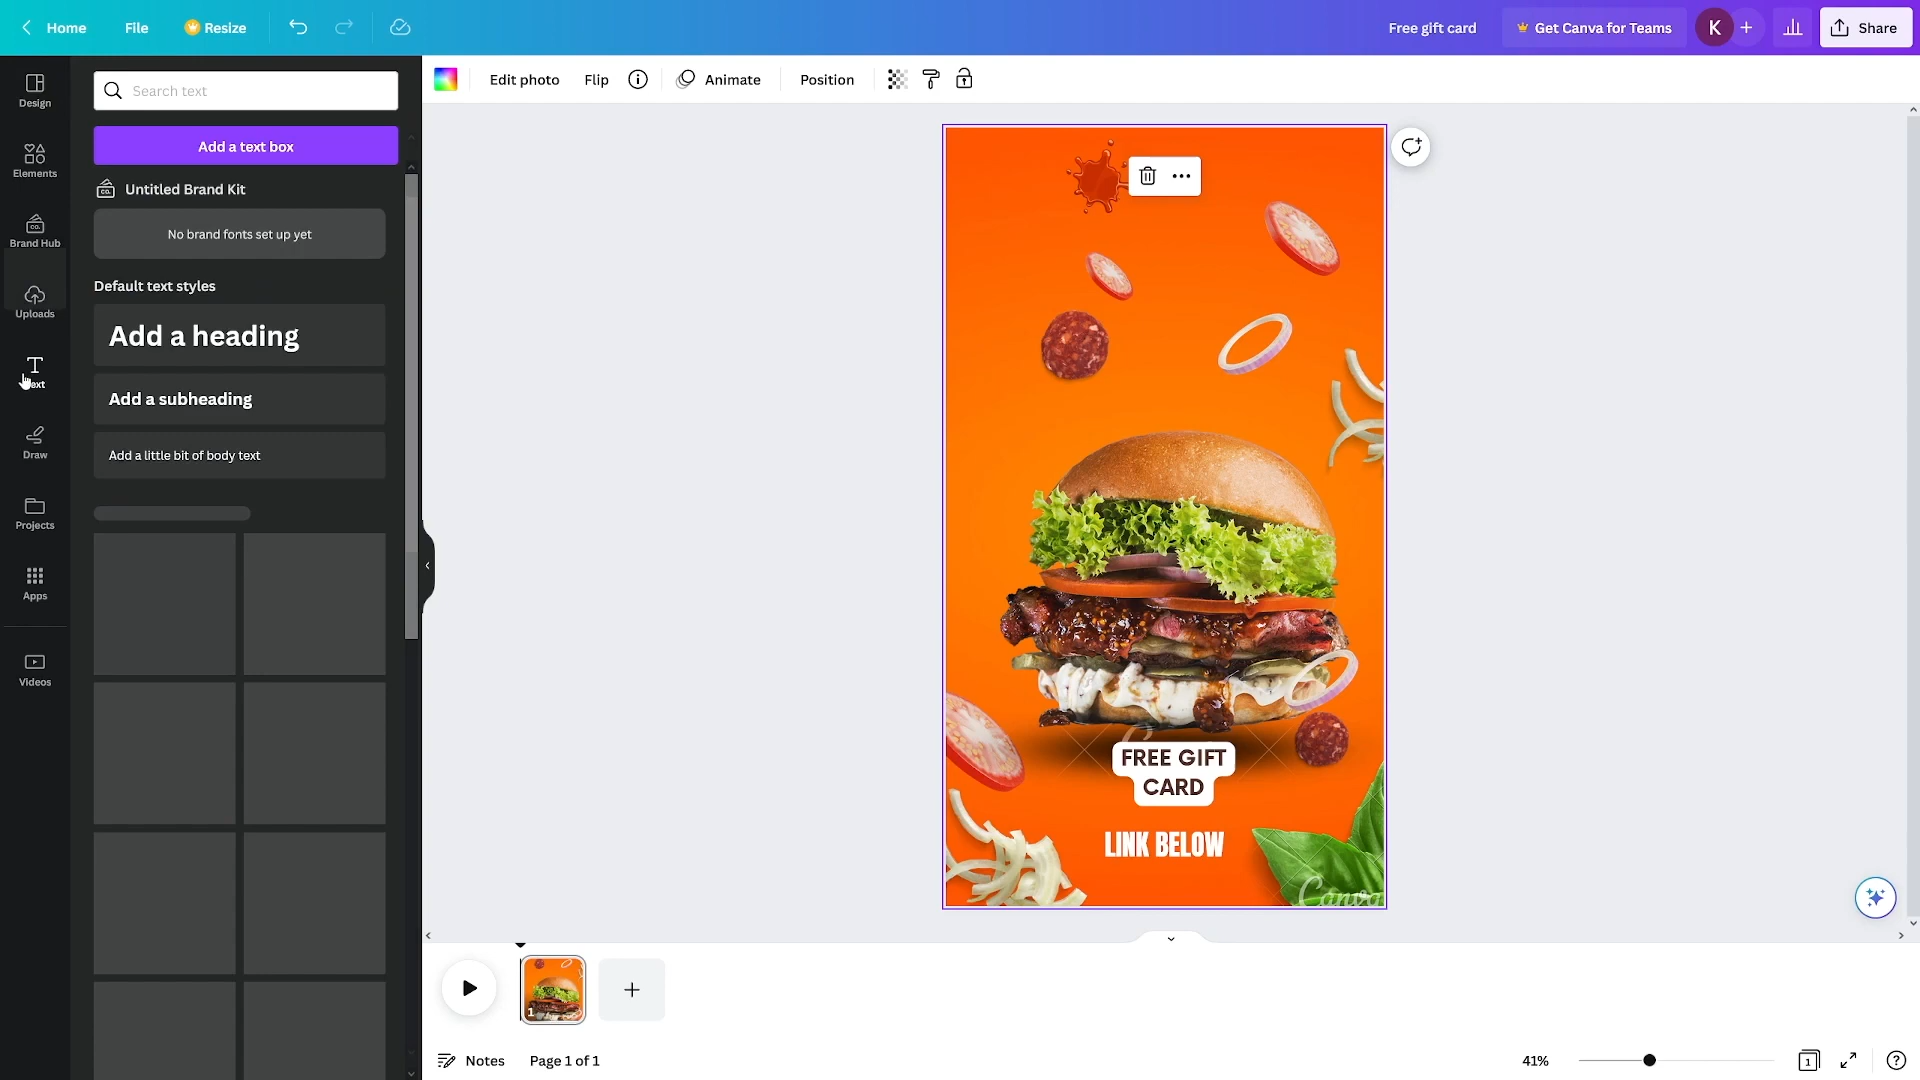 Home
File
Resize
Free gift card
Get Canva for Teams
K
Share
Design
Elements
Brand Hub
Uploads
Text
Draw
Projects
Apps
Videos
Search text
Add a text box
CO.
Untitled Brand Kit
No brand fonts set up yet
Default text styles
Add a heading
Add a subheading
Add a little bit of body text
Edit photo
Flip
Animate
Position
FREE GIFT
CARD
LINK BELOW
Canva
1
Notes
Page 1 of 1
41%
1